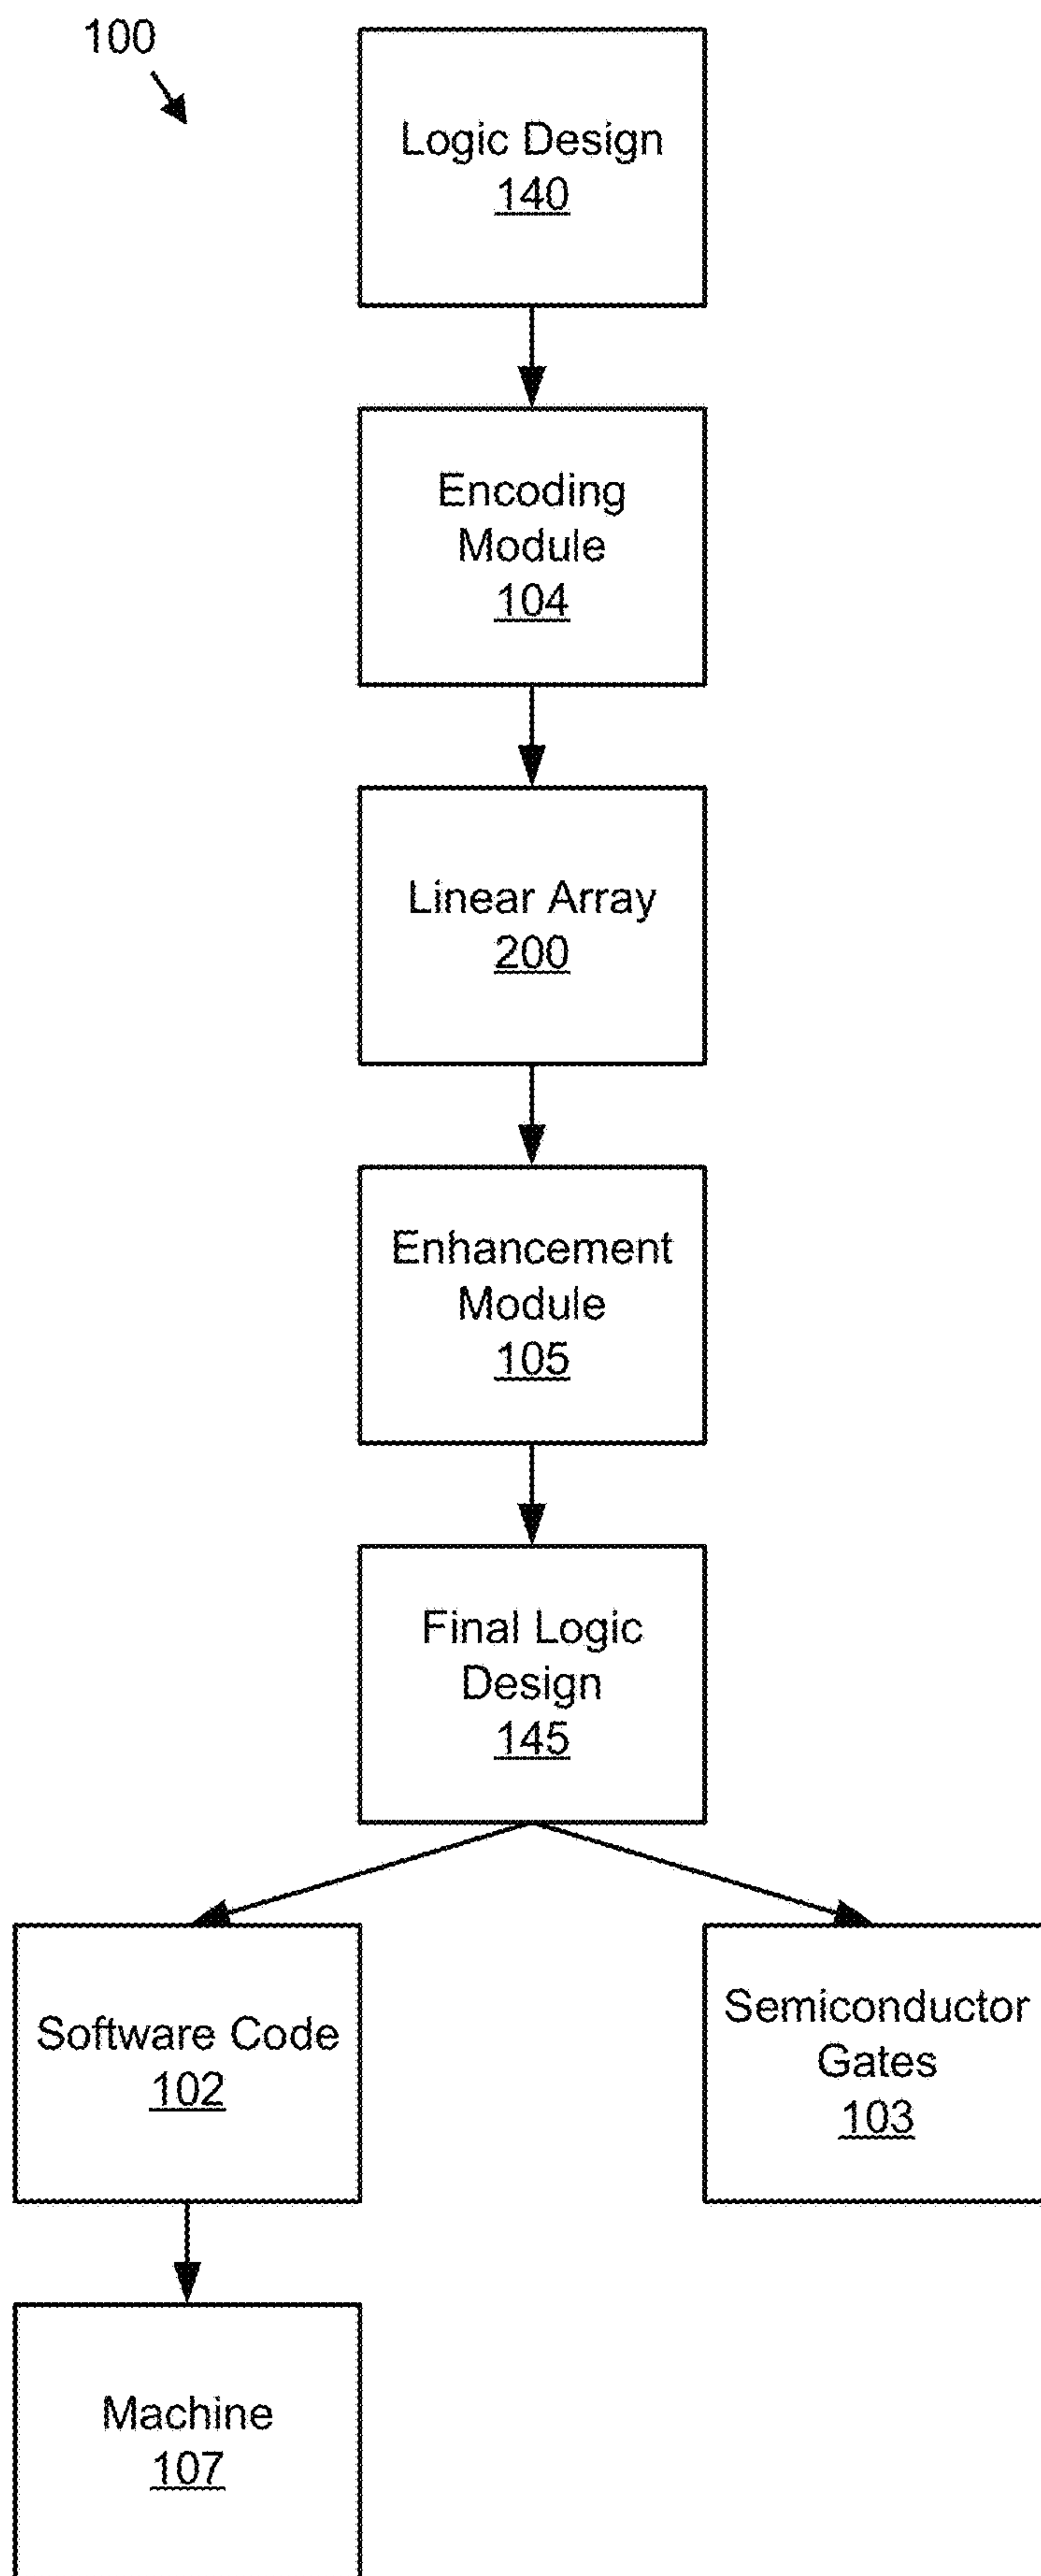 100
Logic Design
140
Encoding
Module
104
Linear Array
200
Enhancement
Module
105
Final Logic
Design
145
Software Code
102
Semiconductor
Gates
103
Machine
107